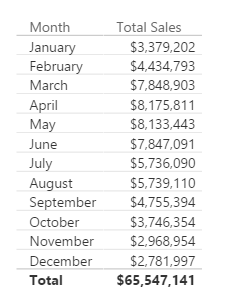 Month Total Sales
January $3,379,202
February $4,434,793
March $7,848,903
April $8,175,811
May $8,133,443
June $7,847,091
July $5,736,090
August $5,739,110
September $4,755,394
October $3,746,354
November $2,968,954
December $2,781,997
Total $65,547,141